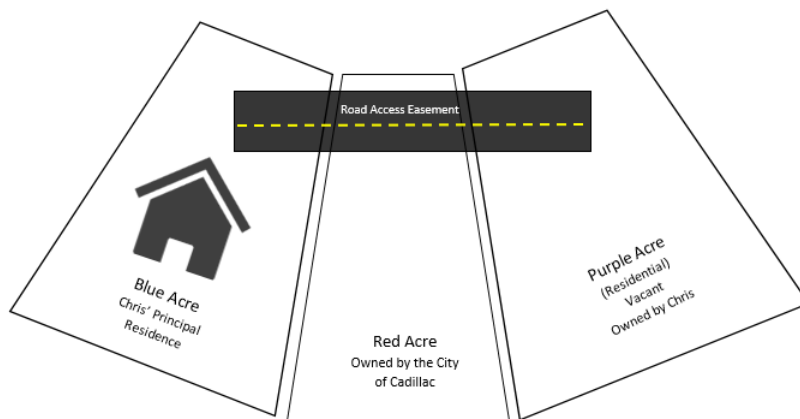 Road Access Easement
Blue Acre
Chris’ Principal
Residence
Red Acre
Owned by the City
of Cadillac
Purple Acre
(Residential)
Vacant
Owned by Chris